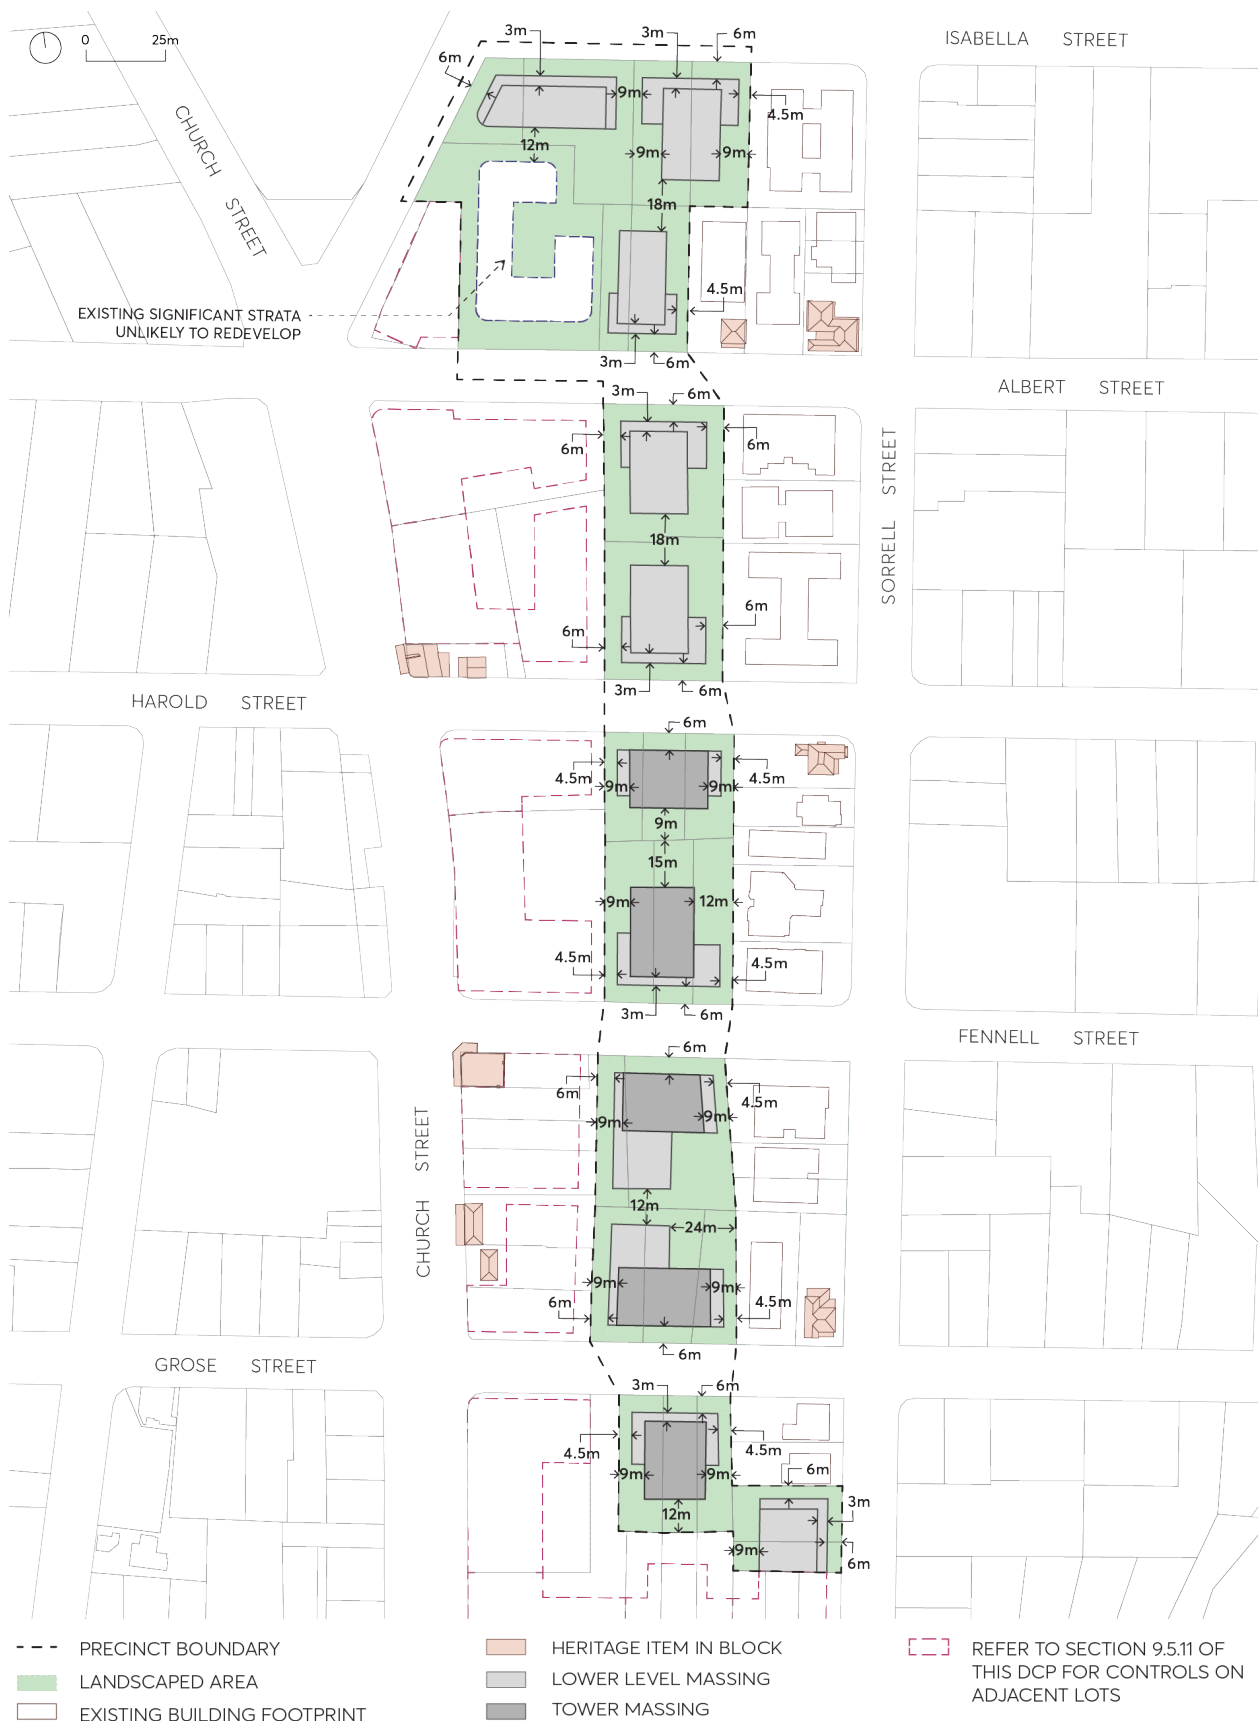 0 25m
ISABELLA STREET
3m
3m
6m
6m
9m
4.5m
CHURCH STREET
12m
9m
9m
18m
4.5m
EXISTING SIGNIFICANT STRATA
UNLIKELY TO REDEVELOP
3m
6m
ALBERT STREET
3m
6m
6m
6m
SORRELL STREET
18m
6m
6m
3m
6m
HAROLD STREET
6m
4.5m
4.5m
9m
9m
9m
15m
9m
12m
4.5m
4.5m
3m
6m
FENNELL STREET
6m
6m
4.5m
9m
9m
CHURCH STREET
12m
24m
9m
9m
6m
4.5m
6m
GROSE STREET
3m
6m
4.5m
4.5m
9m
9m
6m
3m
12m
9m
6m
PRECINCT BOUNDARY
LANDSCAPED AREA
EXISTING BUILDING FOOTPRINT
HERITAGE ITEM IN BLOCK
LOWER LEVEL MASSING
TOWER MASSING
REFER TO SECTION 9.5.11 OF
THIS DCP FOR CONTROLS ON
ADJACENT LOTS